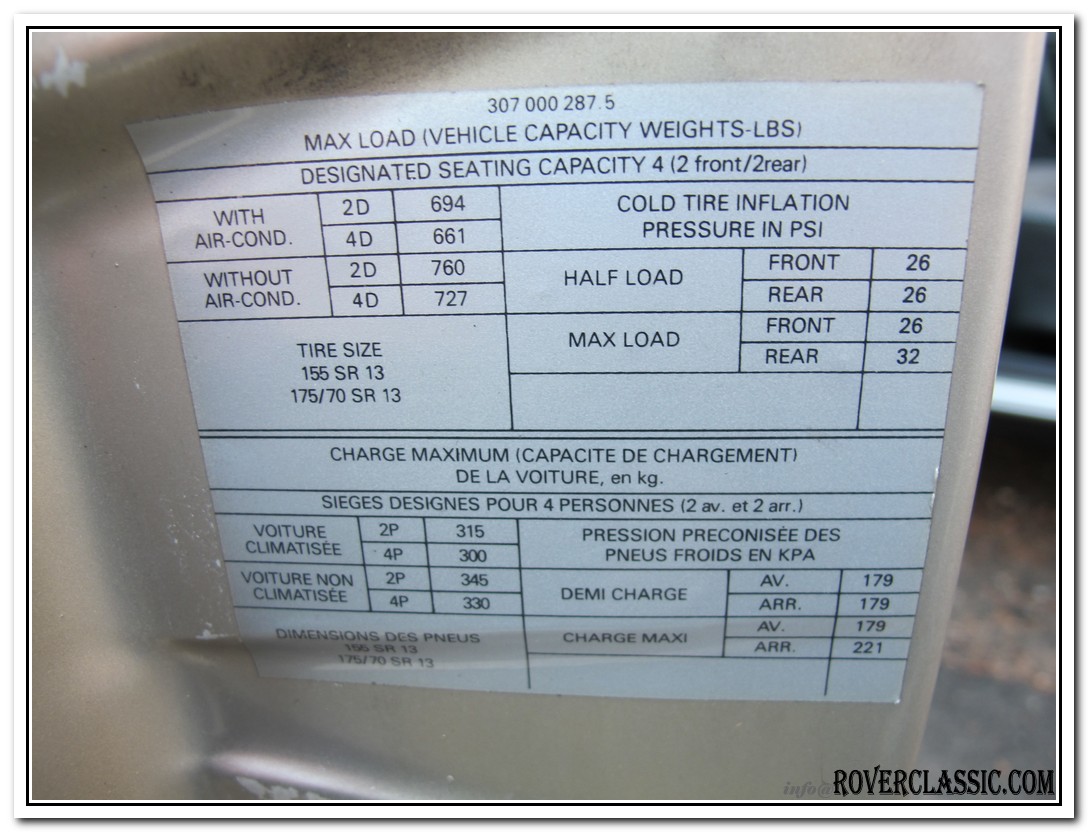 307 000 287.5
MAX LOAD (VEHICLE CAPACITY WEIGHTS-LBS)
DESIGNATED SEATING CAPACITY 4 (2 front/2rear)
WITH AIR-COND. 2D 694
4D 661
WITHOUT AIR-COND. 2D 760
4D 727
COLD TIRE INFLATION
PRESSURE IN PSI
HALF LOAD FRONT 26
REAR 26
MAX LOAD FRONT 26
REAR 32
TIRE SIZE
155 SR 13
175/70 SR 13
CHARGE MAXIMUM (CAPACITE DE CHARGEMENT)
DE LA VOITURE, en kg.
SIEGES DESIGNES POUR 4 PERSONNES (2 av. et 2 arr.)
VOITURE CLIMATISÉE 2P 315
4P 300
VOITURE NON CLIMATISÉE 2P 345
4P 330
PRESSION PRECONISÉE DES
PNEUS FROIDS EN KPA
DEMI CHARGE AV. 179
ARR. 179
CHARGE MAXI AV. 179
ARR. 221
DIMENSIONS DES PNEUS
155 SR 13
175/70 SR 13
info@
ROVERCLASSIC.COM